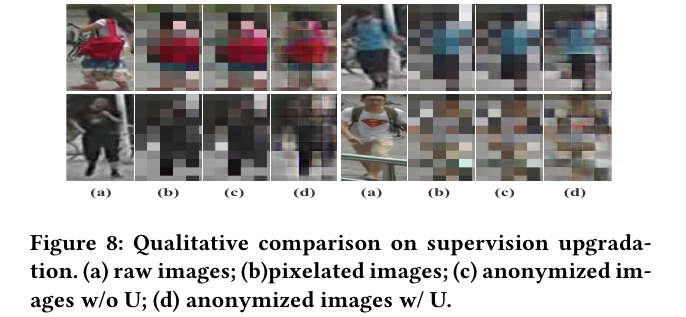 (a) (b) (c) (d) (a) (b) (c) (d)
Figure 8: Qualitative comparison on supervision upgrada-
tion. (a) raw images; (b)pixelated images; (c) anonymized im-
ages w/o U; (d) anonymized images w/ U.